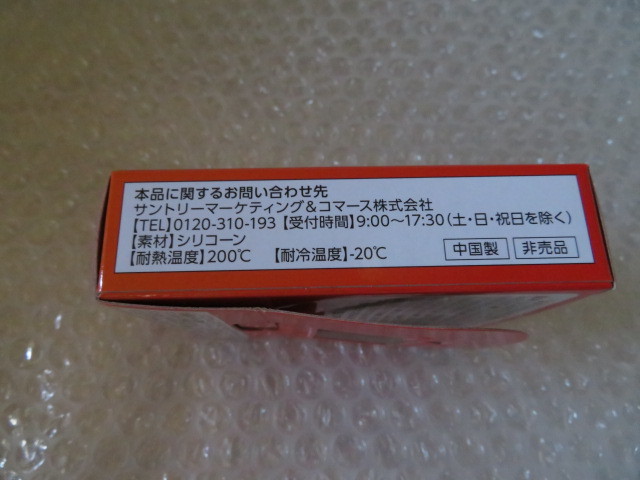 本品に関するお問い合わせ先
サントリーマーケティング&コマース株式会社
【TEL】0120-310-193【受付時間】9:00～17:30(土・日・祝日を除く)
【素材】シリコーン
【耐熱温度】200℃ 【耐冷温度】-20℃ 中国製 非売品